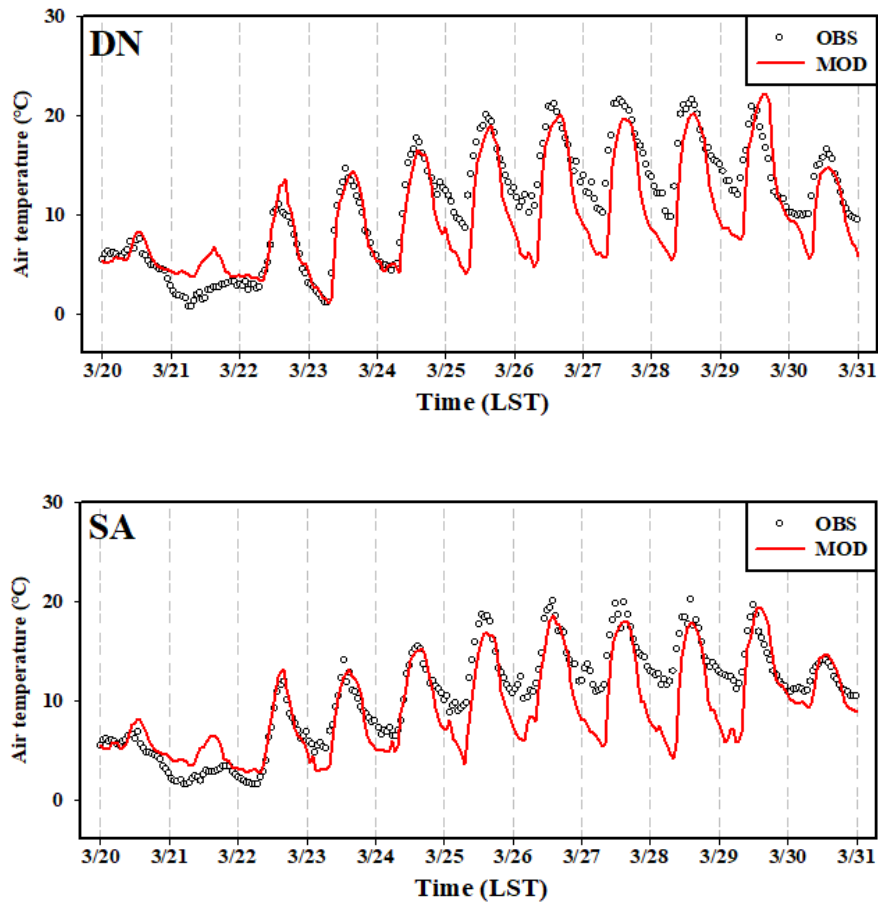 DN
OBS
MOD
Air temperature (°C)
30
20
10
0
3/20 3/21 3/22 3/23 3/24 3/25 3/26 3/27 3/28 3/29 3/30 3/31
Time (LST)
SA
OBS
MOD
Air temperature (°C)
30
20
10
0
3/20 3/21 3/22 3/23 3/24 3/25 3/26 3/27 3/28 3/29 3/30 3/31
Time (LST)